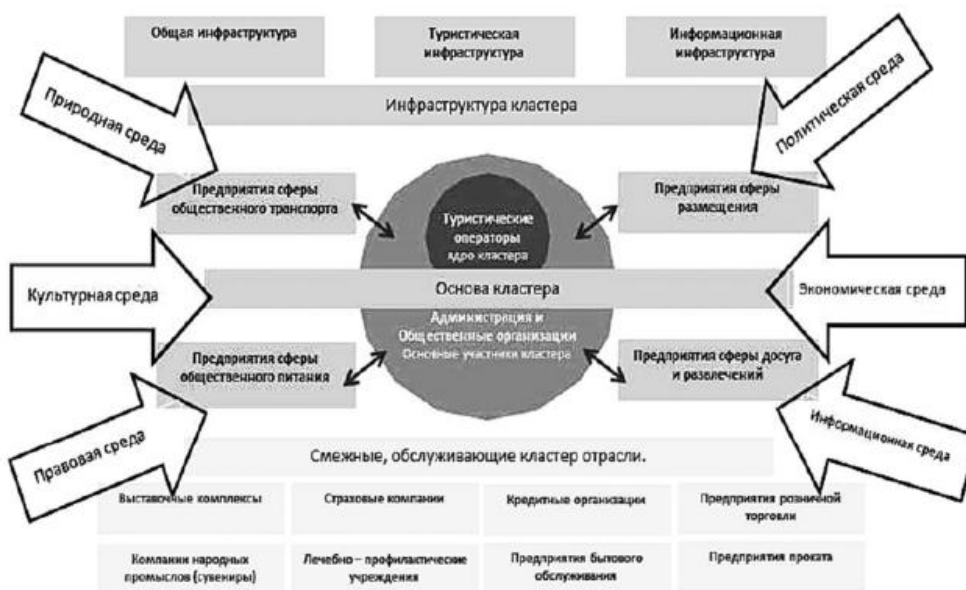 Общая инфраструктура
Туристическая
инфраструктура
Информационная
инфраструктура
Инфраструктура кластера
Природная среда
Политическая среда
Предприятия сферы
общественного транспорта
Туристические
операторы
ядро кластера
Предприятия сферы
размещения
Культурная среда
Основа кластера
Экономическая среда
Администрация и
Общественные организации
Основные участники кластера
Предприятия сферы
общественного питания
Предприятия сферы досуга
и развлечений
Правовая среда
Информационная среда
Смежные, обслуживающие кластер отрасли.
Выставочные комплексы
Страховые компании
Кредитные организации
Предприятия розничной
торговли
Компании народных
промыслов (сувениры)
Лечебно – профилактические
учреждения
Предприятия бытового
обслуживания
Предприятия проката